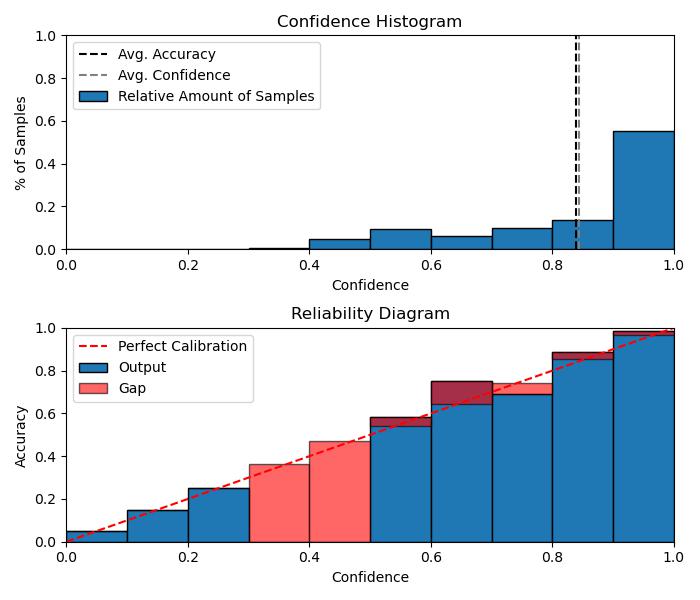 Confidence Histogram
1.0
0.8
0.6
0.4
0.2
0.0
% of Samples
Avg. Accuracy
Avg. Confidence
Relative Amount of Samples
0.0 0.2 0.4 0.6 0.8 1.0
Confidence
Reliability Diagram
1.0
0.8
0.6
0.4
0.2
0.0
Accuracy
Perfect Calibration
Output
Gap
0.0 0.2 0.4 0.6 0.8 1.0
Confidence